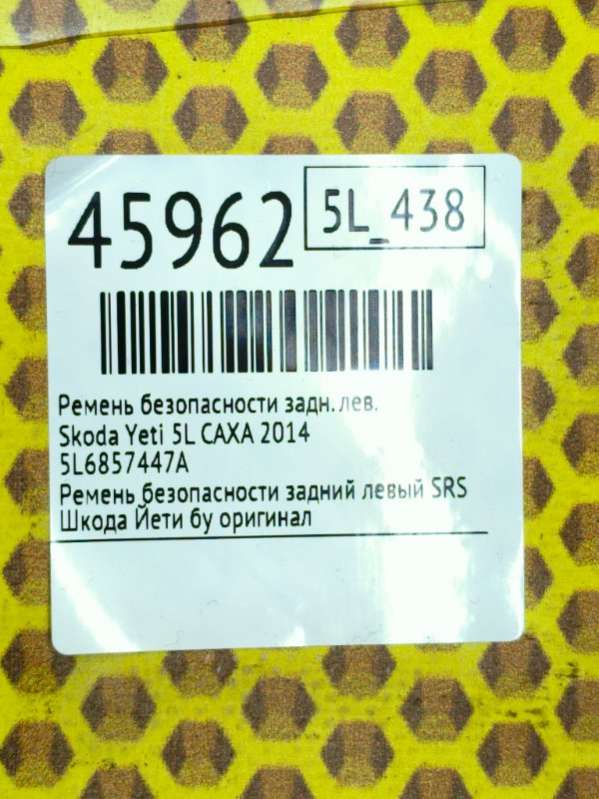 45962
5L_438
Ремень безопасности задн. лев.
Skoda Yeti 5L CAXA 2014
5L6857447A
Ремень безопасности задний левый SRS
Шкода Йети бу оригинал